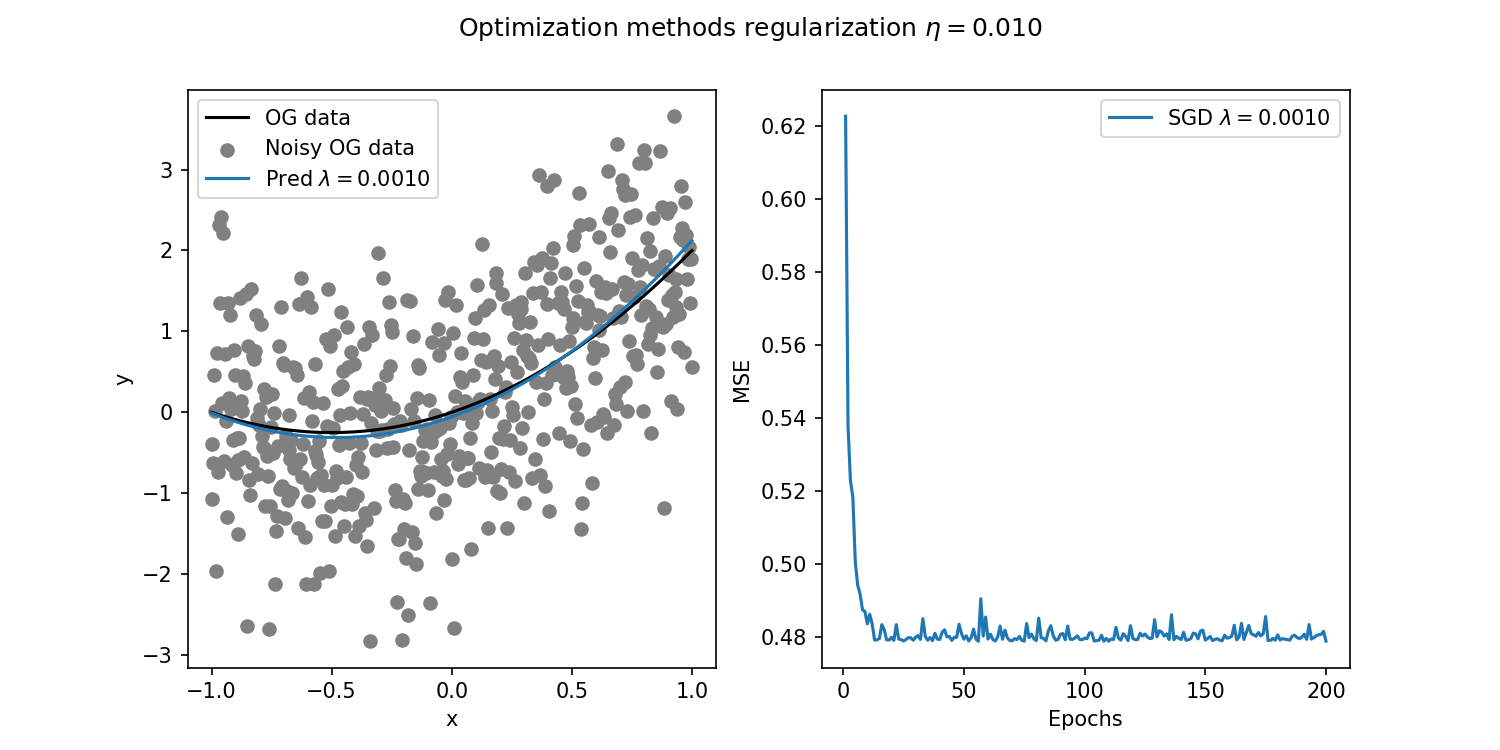 Optimization methods regularization η = 0.010
OG data
Noisy OG data
Pred λ = 0.0010
3
2
1
0
−1
−2
−3
y
−1.0 −0.5 0.0 0.5 1.0
x
SGD λ = 0.0010
0.62
0.60
0.58
0.56
0.54
0.52
0.50
0.48
MSE
0 50 100 150 200
Epochs